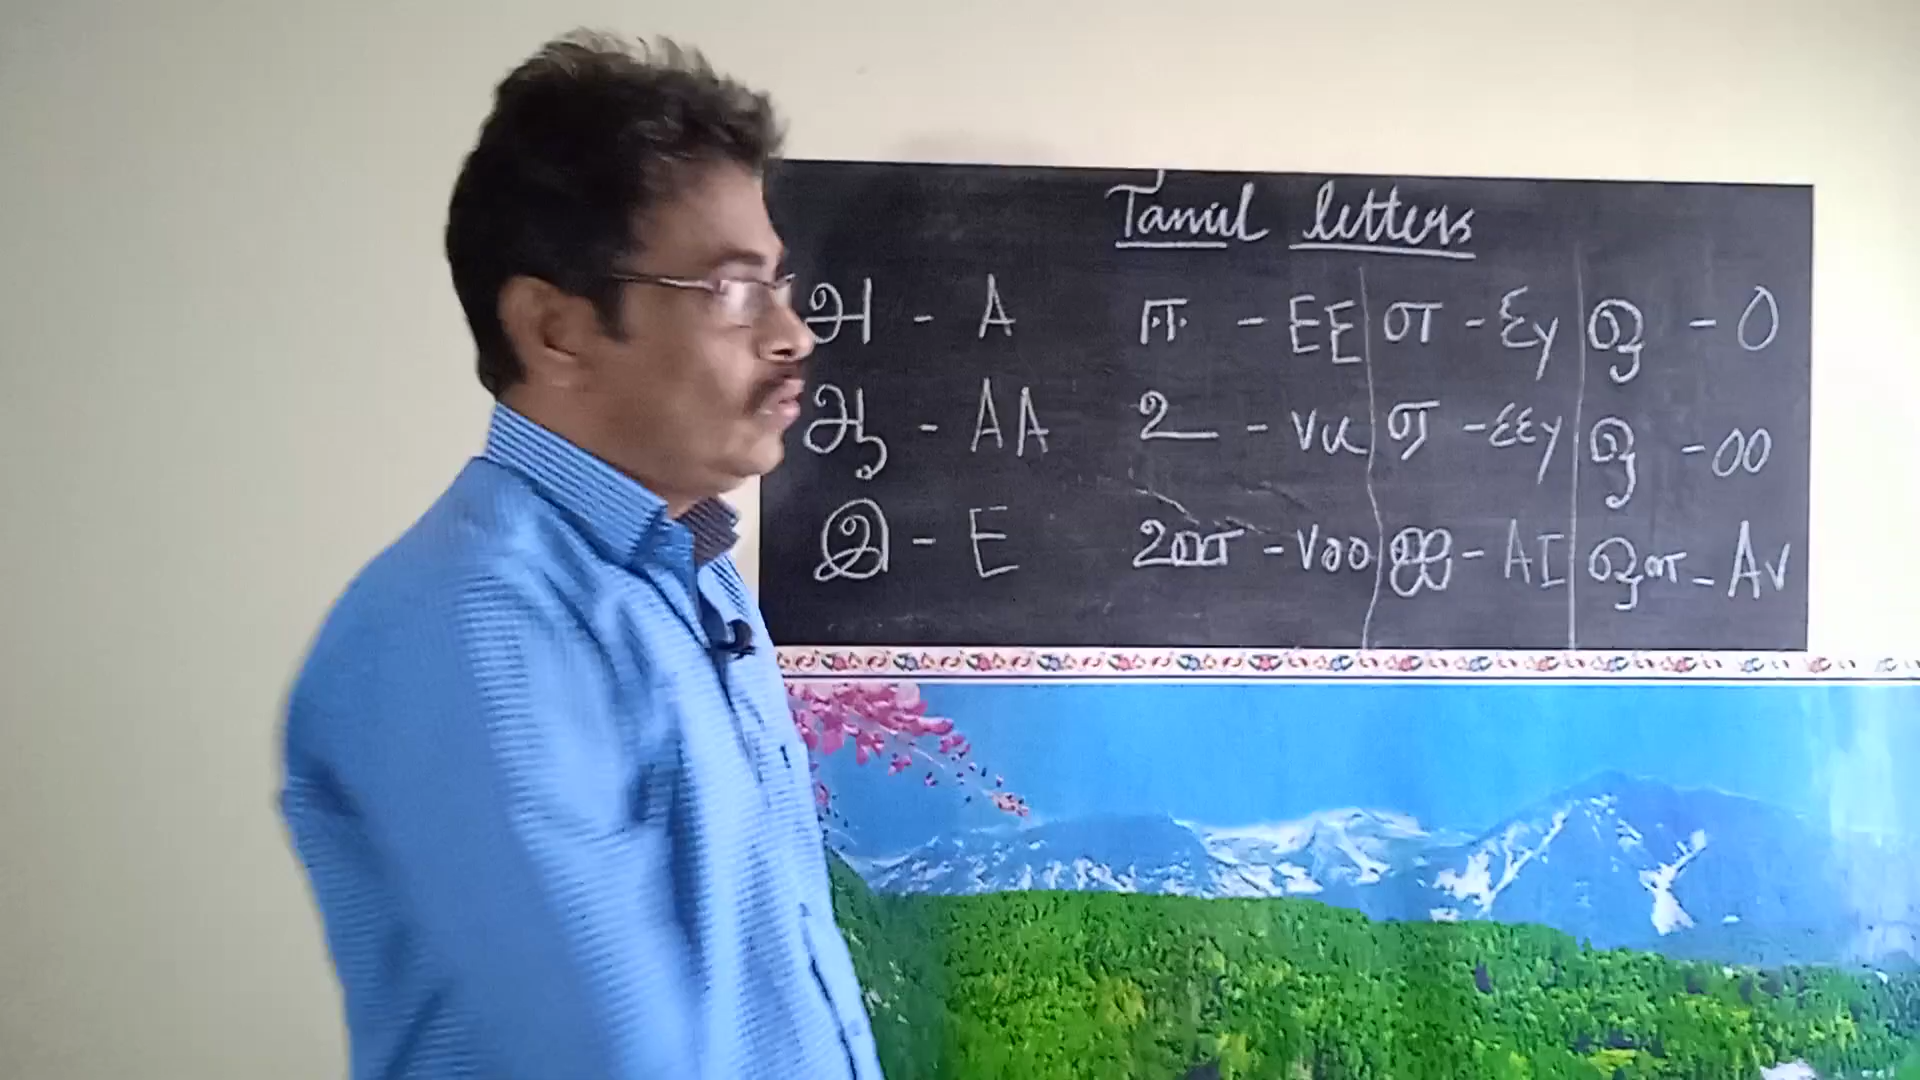 Tamil letters
அ - A ஈ - EE எ - Ey ஒ - O
ஆ - AA உ - Vu ஏ - EEy ஓ - OO
இ - E ஊ - Voo ஐ - AI ஔ - AV